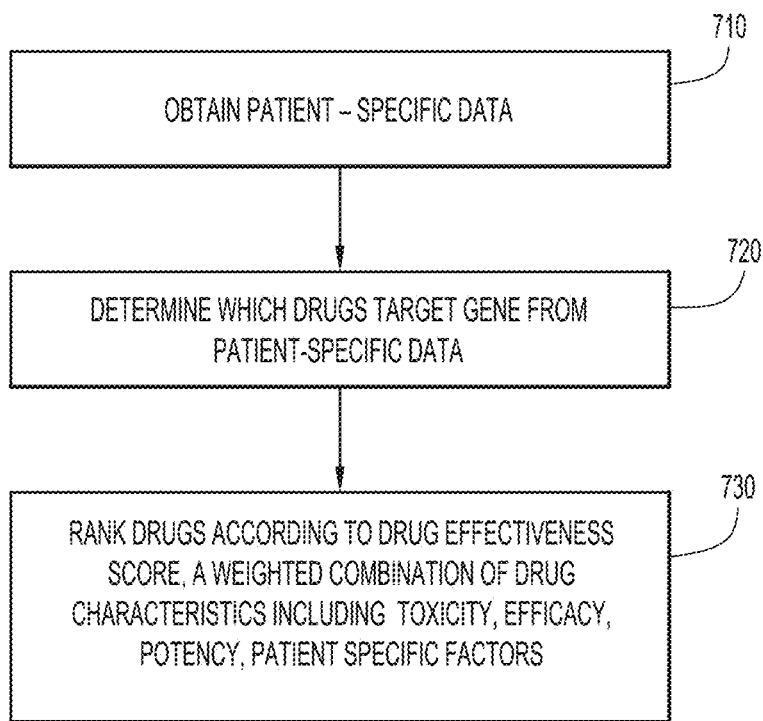 710
OBTAIN PATIENT – SPECIFIC DATA
720
DETERMINE WHICH DRUGS TARGET GENE FROM
PATIENT-SPECIFIC DATA
730
RANK DRUGS ACCORDING TO DRUG EFFECTIVENESS
SCORE, A WEIGHTED COMBINATION OF DRUG
CHARACTERISTICS INCLUDING TOXICITY, EFFICACY,
POTENCY, PATIENT SPECIFIC FACTORS